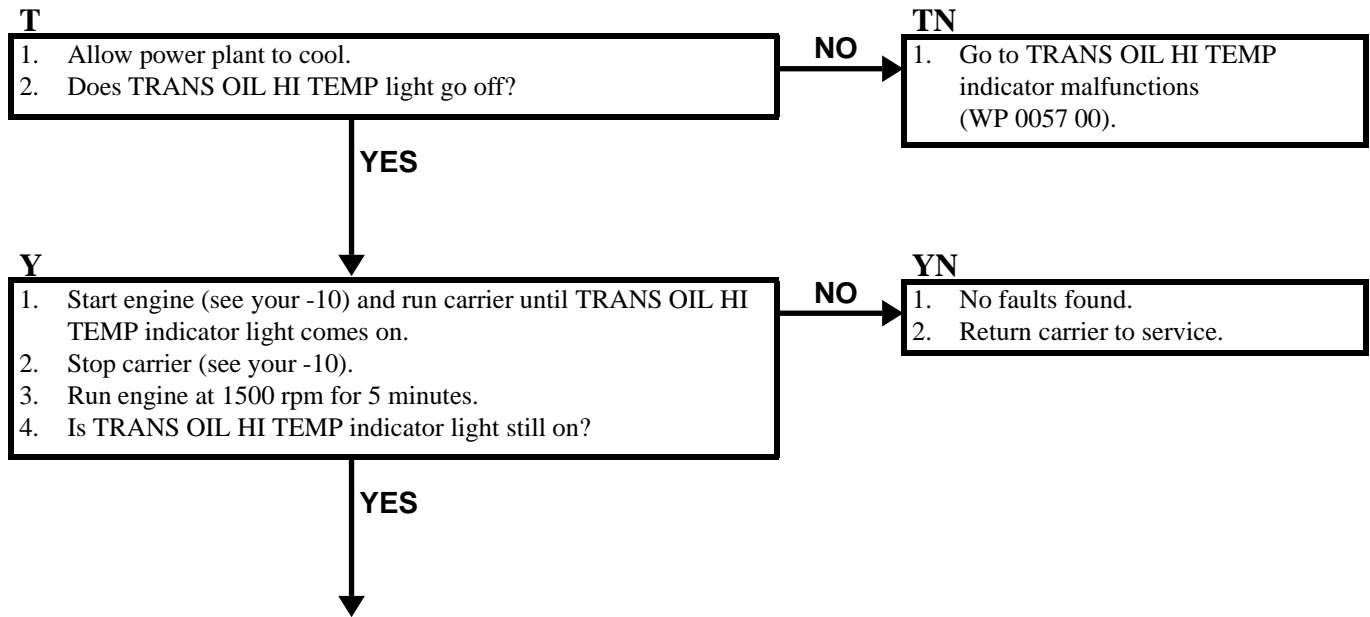 T
1. Allow power plant to cool.
2. Does TRANS OIL HI TEMP light go off?
NO
TN
1. Go to TRANS OIL HI TEMP
indicator malfunctions
(WP 0057 00).
YES
Y
1. Start engine (see your -10) and run carrier until TRANS OIL HI
TEMP indicator light comes on.
2. Stop carrier (see your -10).
3. Run engine at 1500 rpm for 5 minutes.
4. Is TRANS OIL HI TEMP indicator light still on?
NO
YN
1. No faults found.
2. Return carrier to service.
YES